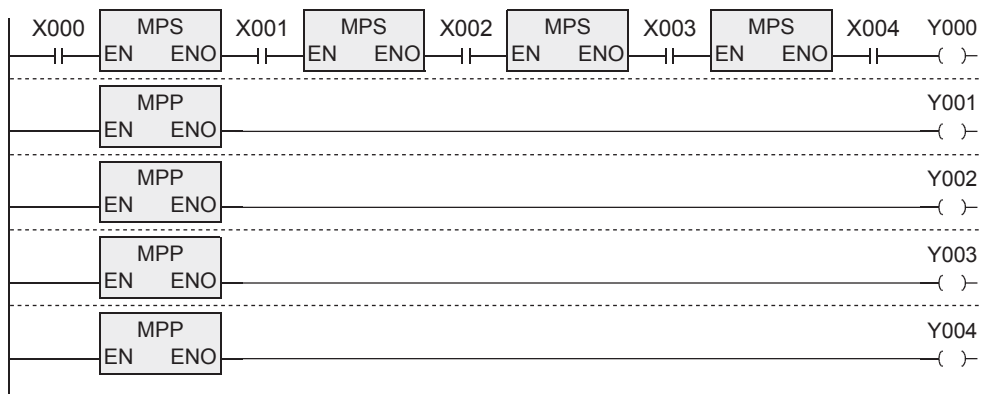 X000 MPS X001 MPS X002 MPS X003 MPS X004 Y000
EN ENO EN ENO EN ENO EN ENO
MPP Y001
EN ENO
MPP Y002
EN ENO
MPP Y003
EN ENO
MPP Y004
EN ENO